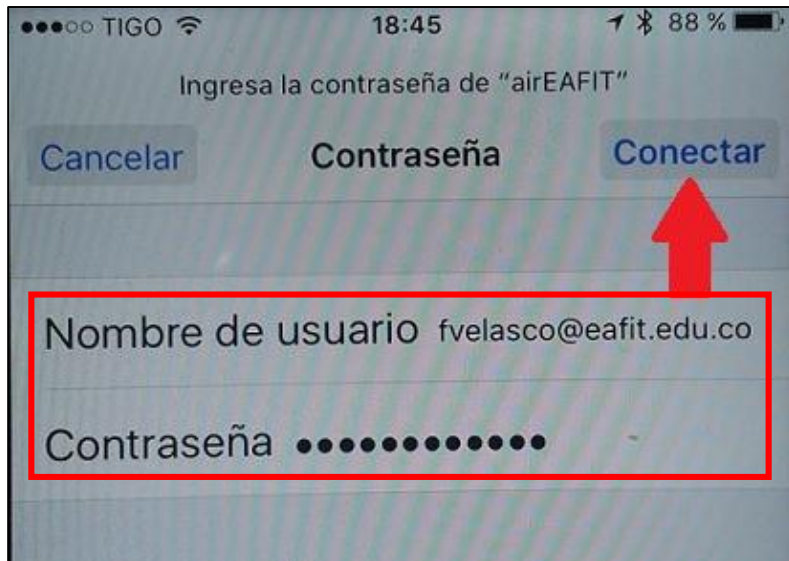 TIGO 18:45 88 %
Ingresa la contraseña de “airEAFIT”
Cancelar Contraseña Conectar
Nombre de usuario fvelasco@eafit.edu.co
Contraseña ●●●●●●●●●●●●